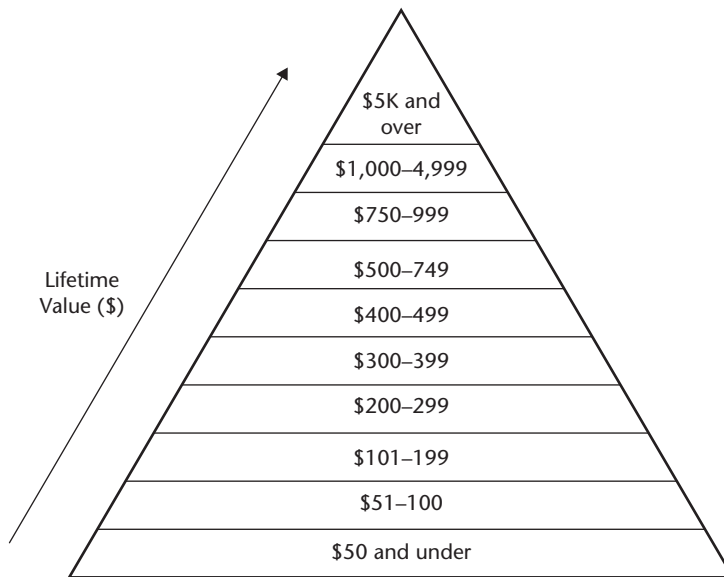 $5K and
over
$1,000–4,999
$750–999
Lifetime
Value ($)
$500–749
$400–499
$300–399
$200–299
$101–199
$51–100
$50 and under